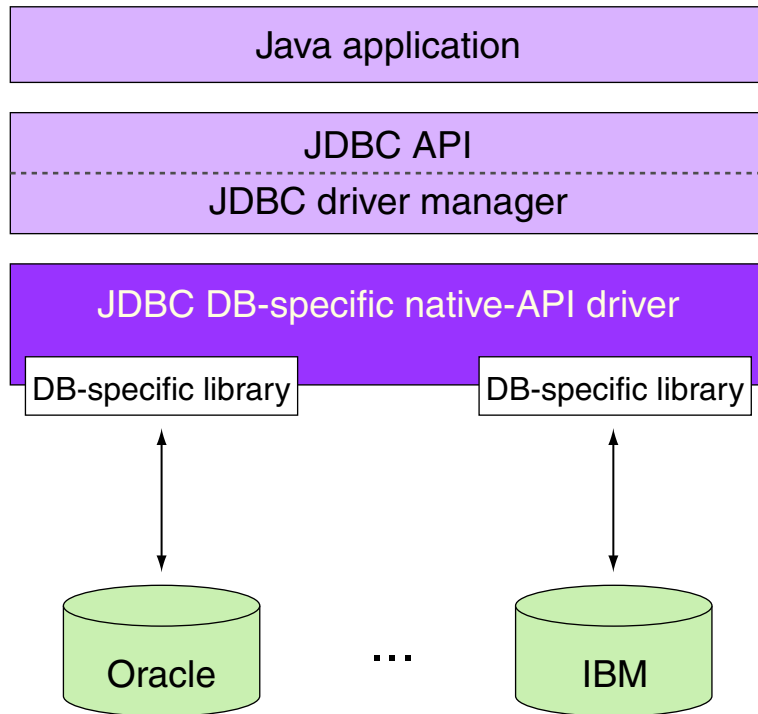 Java application
JDBC API
JDBC driver manager
JDBC DB-specific native-API driver
DB-specific library
DB-specific library
Oracle
...
IBM